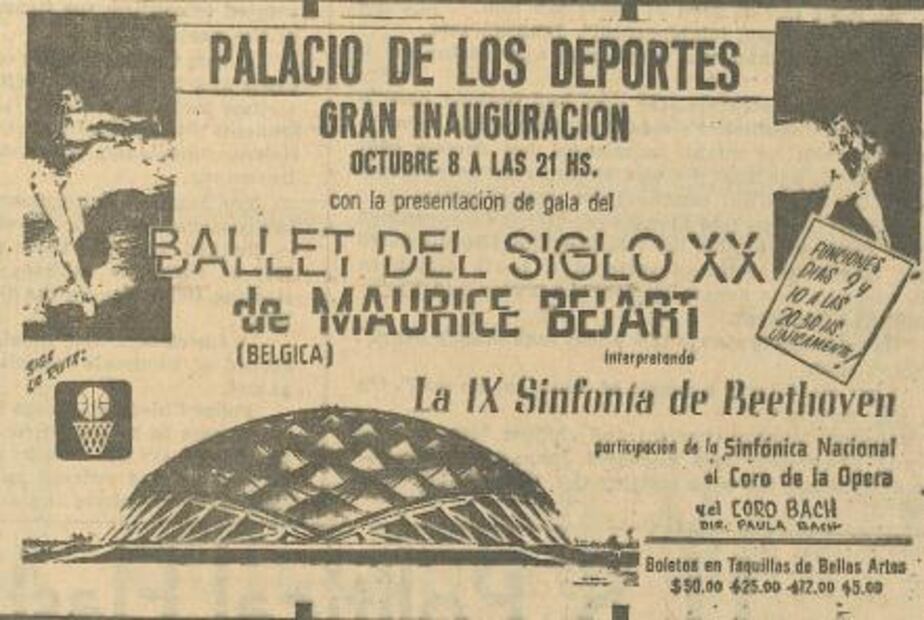 PALACIO DE LOS DEPORTES
GRAN INAUGURACION
OCTUBRE 8 A LAS 21 HS.
con la presentación de gala del
BALLET DEL SIGLO XX
de MAURICE BEJART
(BELGICA)
interpretando
La IX Sinfonía de Beethoven
FUNCIONES
DIAS 9 y
10 A LAS
20.30 HS.
UNICAMENTE!
SIGA
LA RUTA!
participación de la Sinfónica Nacional
el Coro de la Opera
y el CORO BACH
DIR. PAULA BACH
Boletos en Taquillas de Bellas Artes
$50.00 $25.00 $12.00 $5.00